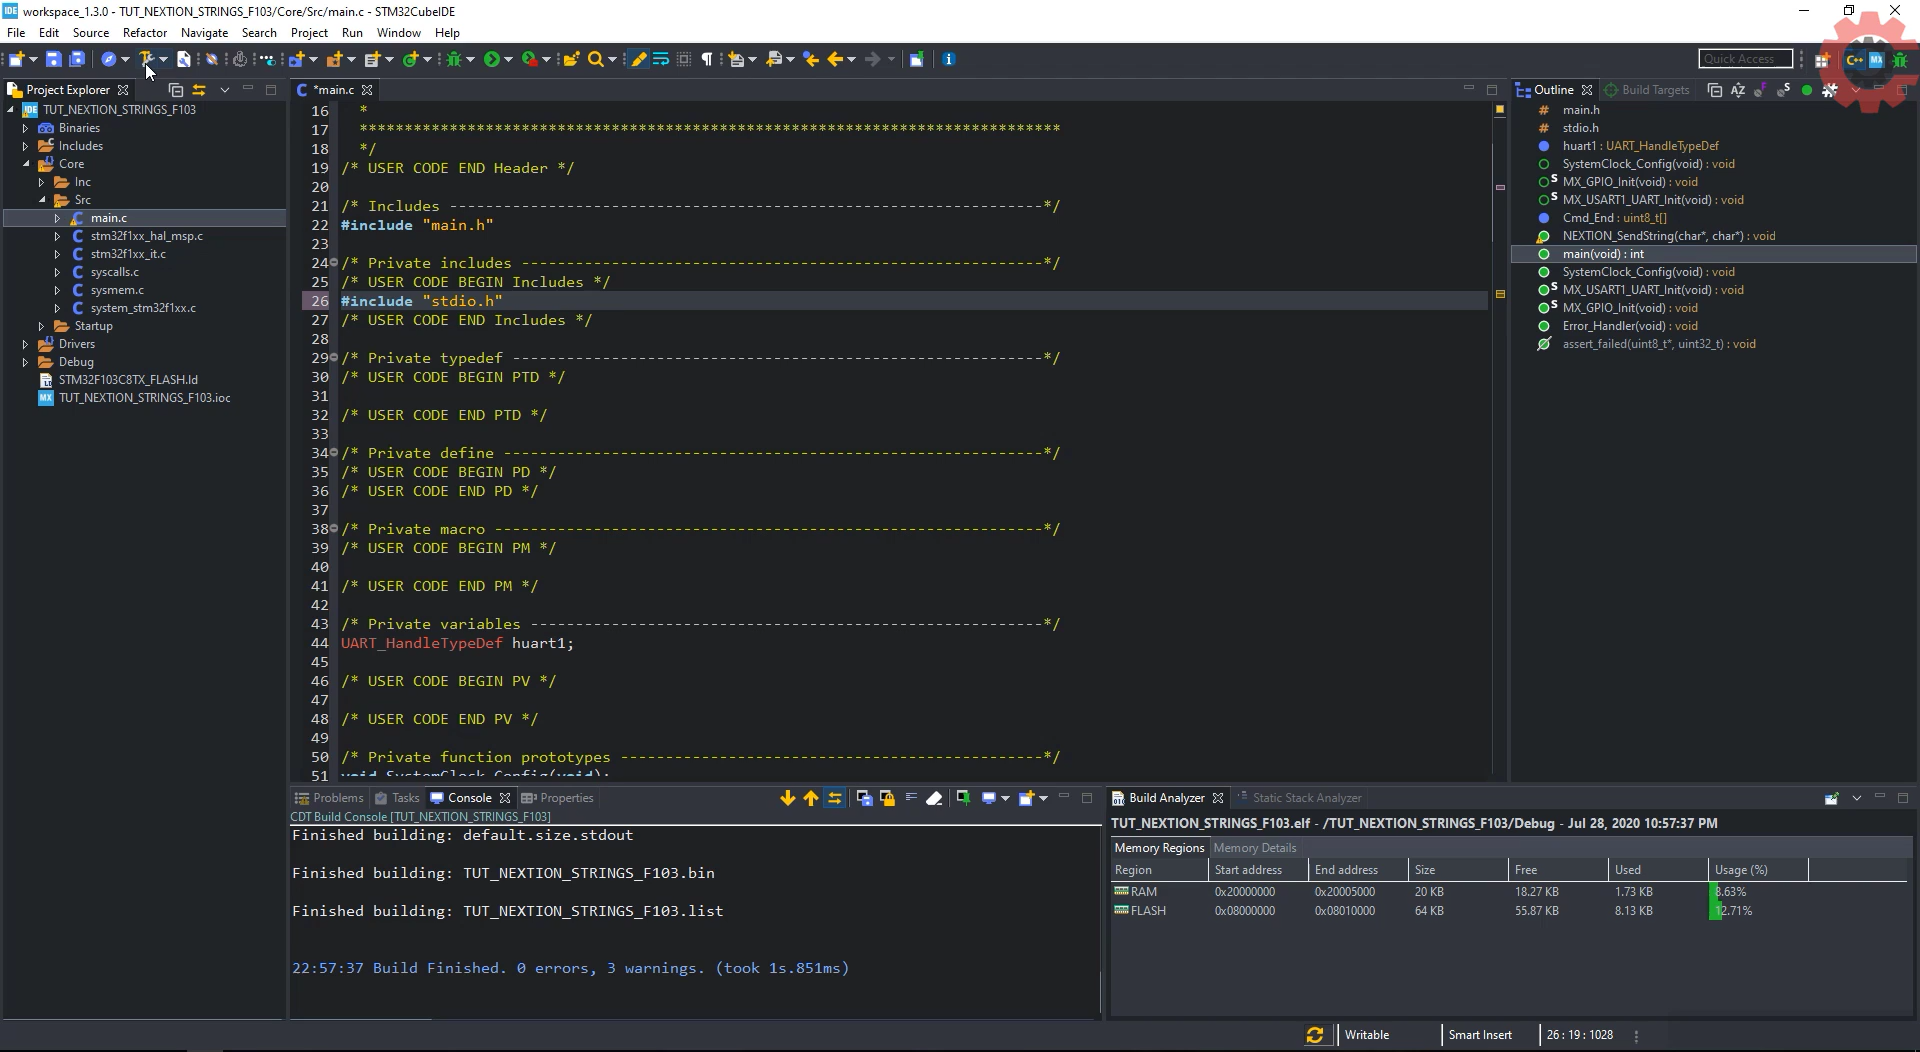 workspace_1.3.0 - TUT_NEXTION_STRINGS_F103/Core/Src/main.c - STM32CubeIDE
File Edit Source Refactor Navigate Search Project Run Window Help
Quick Access
Project Explorer
TUT_NEXTION_STRINGS_F103
Binaries
Includes
Core
Inc
Src
main.c
stm32f1xx_hal_msp.c
stm32f1xx_it.c
syscalls.c
sysmem.c
system_stm32f1xx.c
Startup
Drivers
Debug
STM32F103C8TX_FLASH.ld
TUT_NEXTION_STRINGS_F103.ioc
*main.c
16 *
17 ******************************************************************************
18 */
19 /* USER CODE END Header */
20
21 /* Includes ------------------------------------------------------------------*/
22 #include "main.h"
23
24 /* Private includes ----------------------------------------------------------*/
25 /* USER CODE BEGIN Includes */
26 #include "stdio.h"
27 /* USER CODE END Includes */
28
29 /* Private typedef -----------------------------------------------------------*/
30 /* USER CODE BEGIN PTD */
31
32 /* USER CODE END PTD */
33
34 /* Private define ------------------------------------------------------------*/
35 /* USER CODE BEGIN PD */
36 /* USER CODE END PD */
37
38 /* Private macro -------------------------------------------------------------*/
39 /* USER CODE BEGIN PM */
40
41 /* USER CODE END PM */
42
43 /* Private variables ---------------------------------------------------------*/
44 UART_HandleTypeDef huart1;
45
46 /* USER CODE BEGIN PV */
47
48 /* USER CODE END PV */
49
50 /* Private function prototypes -----------------------------------------------*/
51 void SystemClock_Config(void);
Outline Build Targets
main.h
stdio.h
huart1 : UART_HandleTypeDef
SystemClock_Config(void) : void
MX_GPIO_Init(void) : void
MX_USART1_UART_Init(void) : void
Cmd_End : uint8_t[]
NEXTION_SendString(char*, char*) : void
main(void) : int
SystemClock_Config(void) : void
MX_USART1_UART_Init(void) : void
MX_GPIO_Init(void) : void
Error_Handler(void) : void
assert_failed(uint8_t*, uint32_t) : void
Problems Tasks Console Properties
CDT Build Console [TUT_NEXTION_STRINGS_F103]
Finished building: default.size.stdout
Finished building: TUT_NEXTION_STRINGS_F103.bin
Finished building: TUT_NEXTION_STRINGS_F103.list
22:57:37 Build Finished. 0 errors, 3 warnings. (took 1s.851ms)
Build Analyzer Static Stack Analyzer
TUT_NEXTION_STRINGS_F103.elf - /TUT_NEXTION_STRINGS_F103/Debug - Jul 28, 2020 10:57:37 PM
Memory Regions Memory Details
Region Start address End address Size Free Used Usage (%)
RAM 0x20000000 0x20005000 20 KB 18.27 KB 1.73 KB 8.63%
FLASH 0x08000000 0x08010000 64 KB 55.87 KB 8.13 KB 12.71%
Writable Smart Insert 26 : 19 : 1028